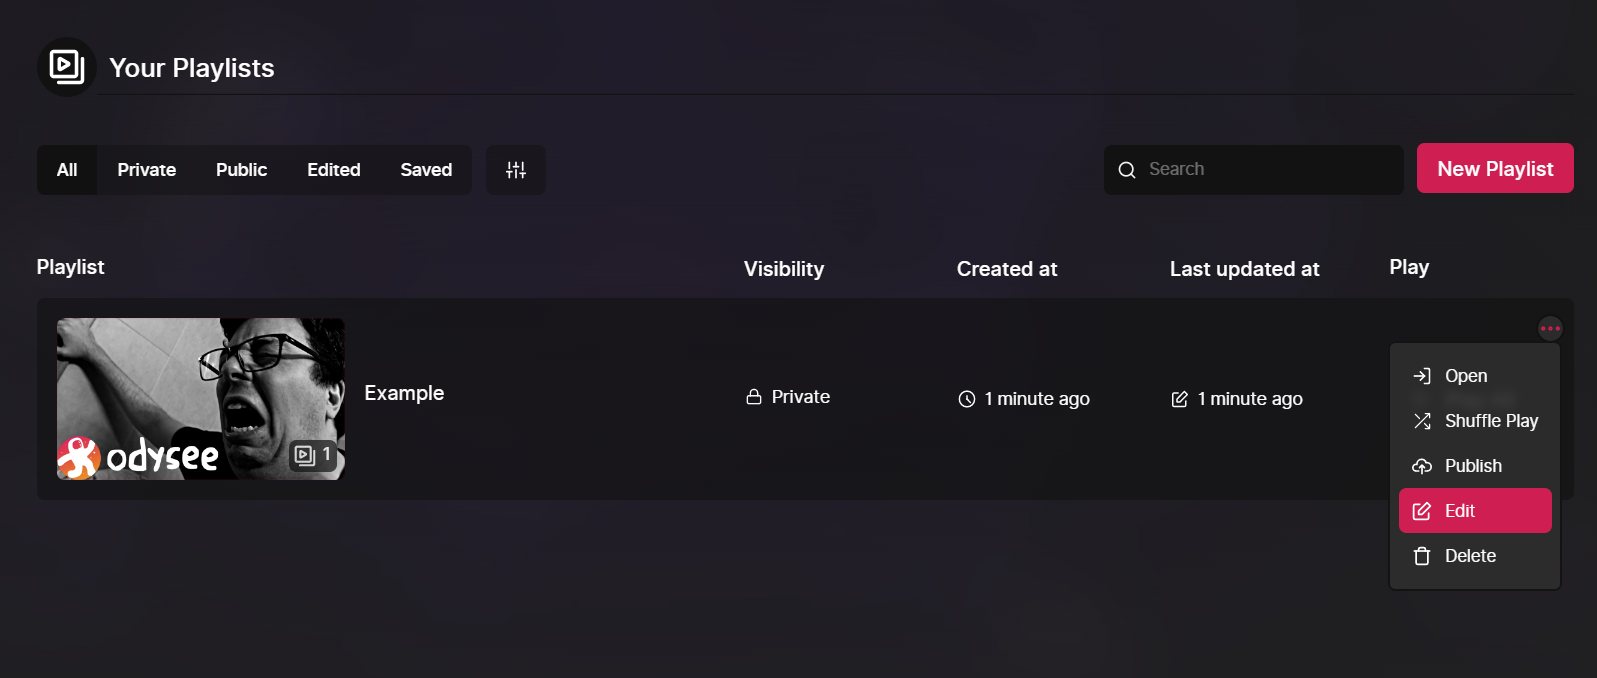 Your Playlists
All Private Public Edited Saved
Search
New Playlist
Playlist Visibility Created at Last updated at Play
odysee
1
Example
Private
1 minute ago
1 minute ago
Open
Shuffle Play
Publish
Edit
Delete